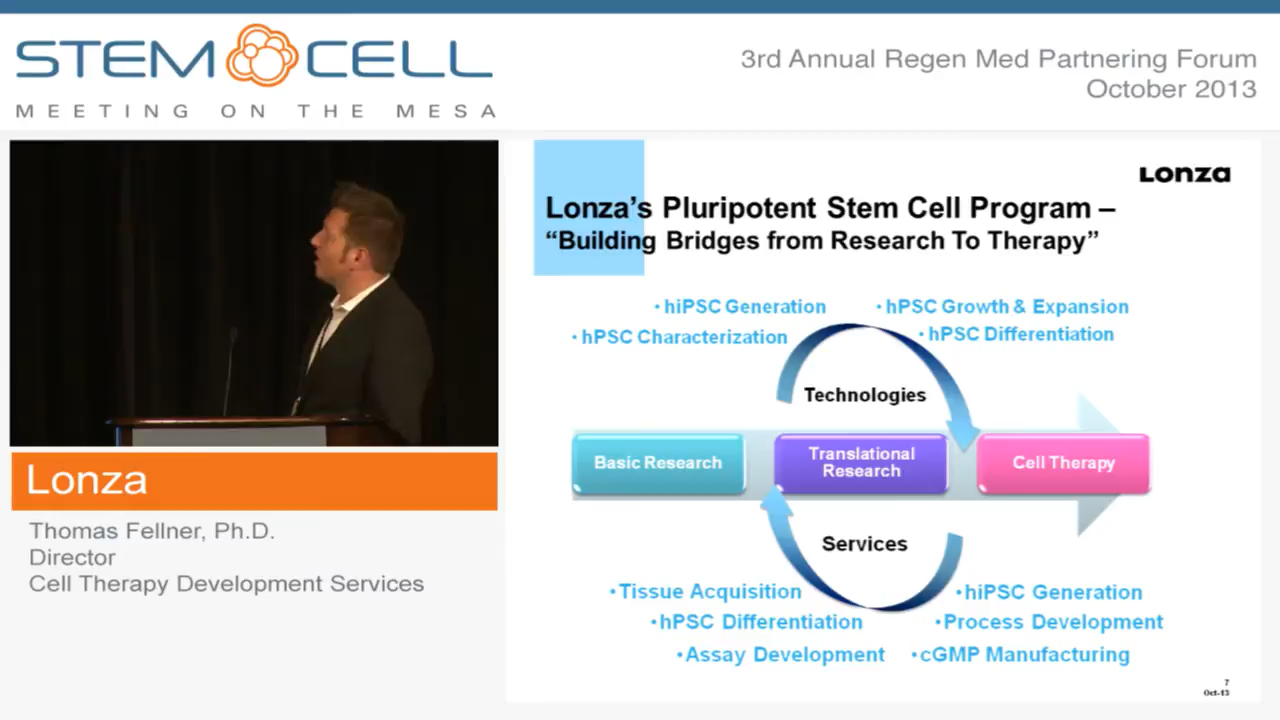 STEM CELL
MEETING ON THE MESA
3rd Annual Regen Med Partnering Forum
October 2013
Lonza
Lonza's Pluripotent Stem Cell Program –
“Building Bridges from Research To Therapy”
• hiPSC Generation
• hPSC Growth & Expansion
• hPSC Characterization
• hPSC Differentiation
Technologies
Basic Research
Translational
Research
Cell Therapy
Services
• Tissue Acquisition
• hiPSC Generation
• hPSC Differentiation
• Process Development
• Assay Development
• cGMP Manufacturing
7
Oct-13
Lonza
Thomas Fellner, Ph.D.
Director
Cell Therapy Development Services